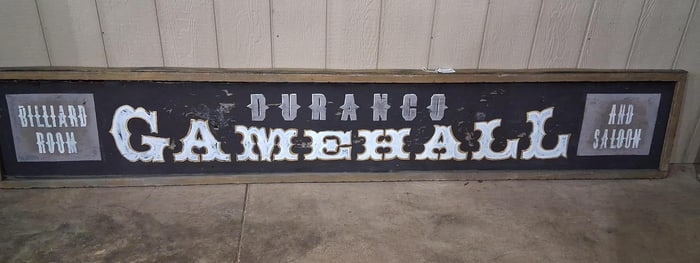 BILLIARD
ROOM
DURANGO
GAMEHALL
AND
SALOON